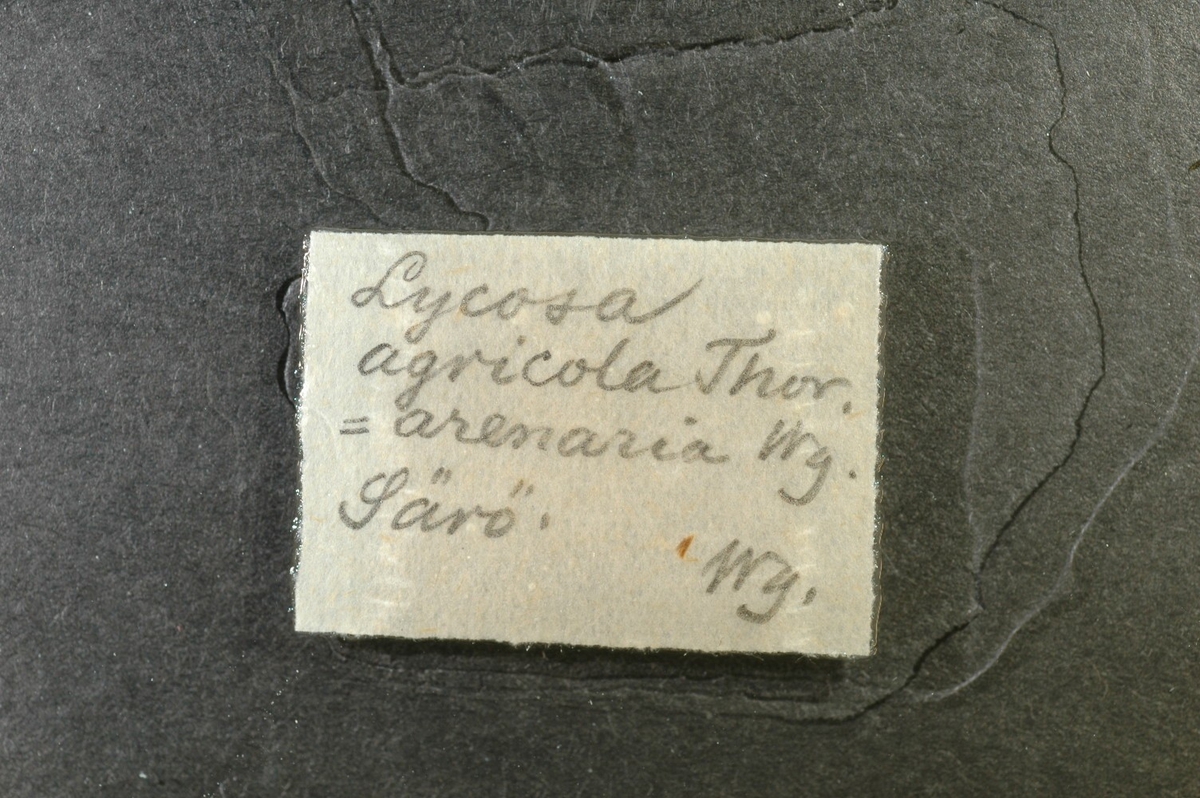 Lycosa
agricola Thor.
= arenaria Wg.
Särö.
Wg.